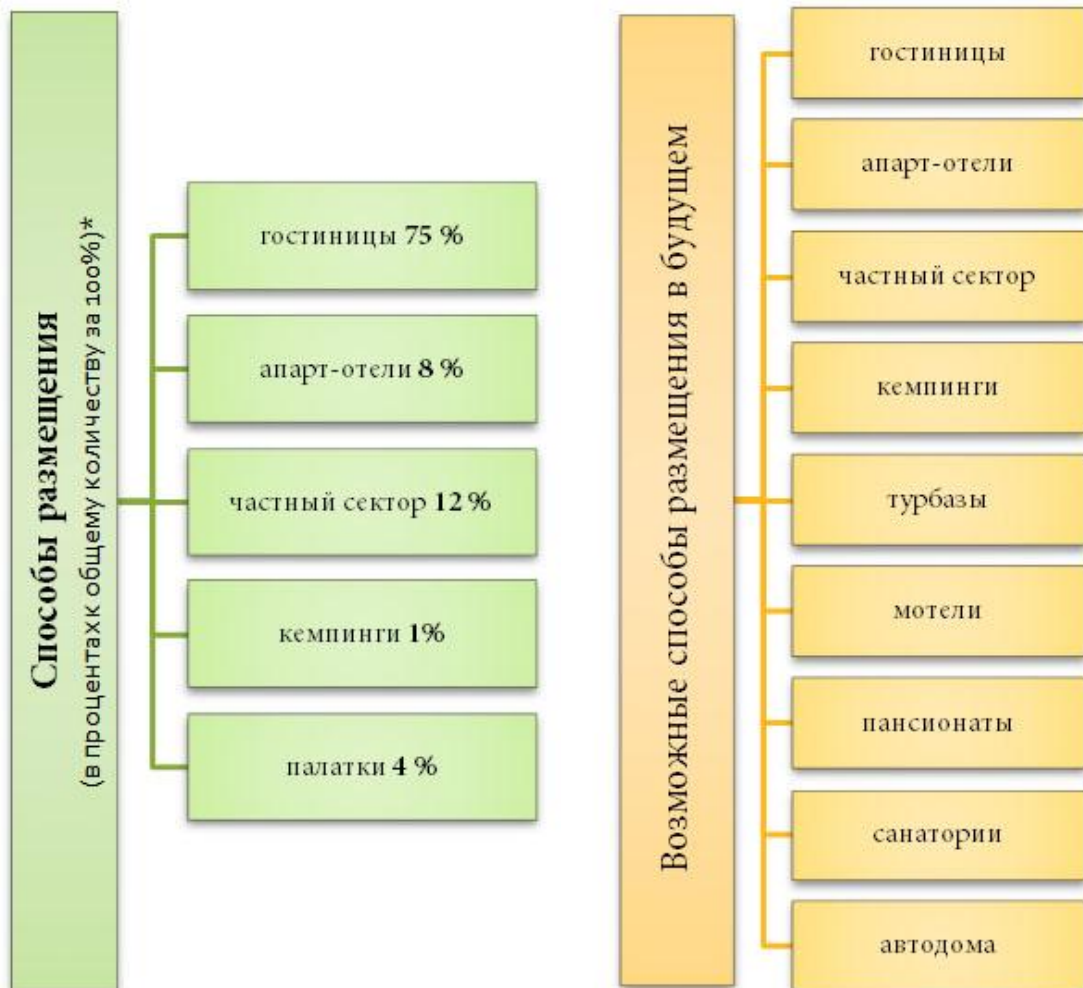 Способы размещения
(в процентах к общему количеству за 100%)*
гостиницы 75 %
апарт-отели 8 %
частный сектор 12 %
кемпинги 1%
палатки 4 %
Возможные способы размещения в будущем
гостиницы
апарт-отели
частный сектор
кемпинги
турбазы
мотели
пансионаты
санатории
автодома